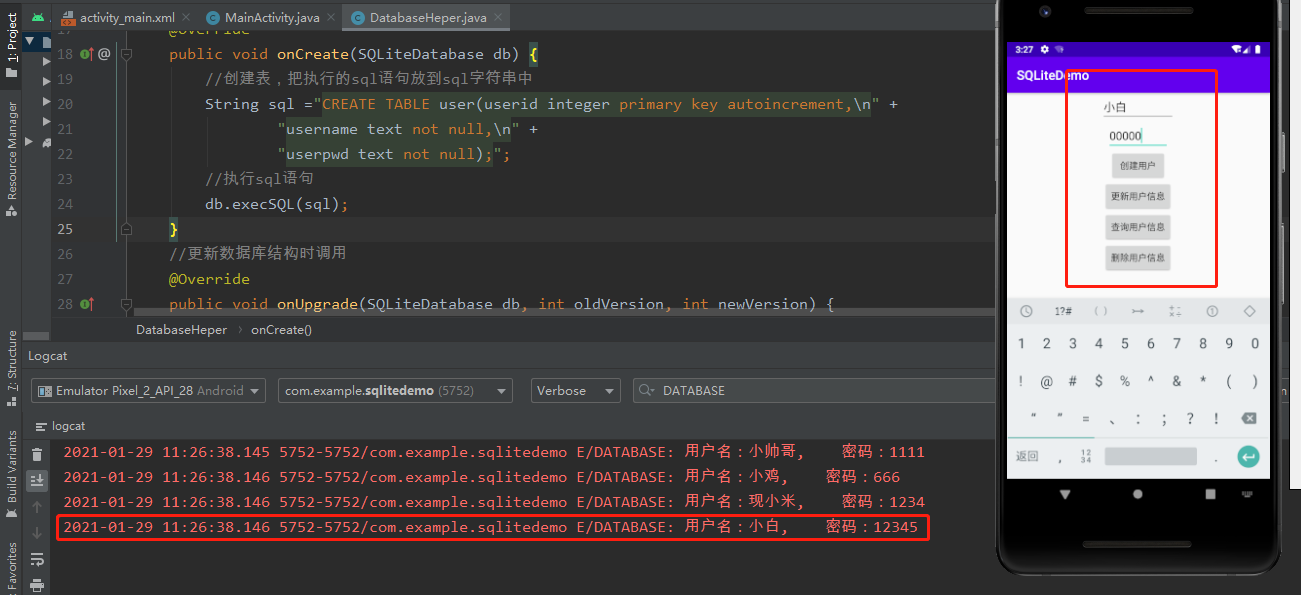 activity_main.xml
MainActivity.java
DatabaseHeper.java
1: Project
Resource Manager
7: Structure
Build Variants
Favorites
17 @Override
18 @ public void onCreate(SQLiteDatabase db) {
19 //创建表，把执行的sql语句放到sql字符串中
20 String sql ="CREATE TABLE user(userid integer primary key autoincrement,\n" +
21 "username text not null,\n" +
22 "userpwd text not null);";
23 //执行sql语句
24 db.execSQL(sql);
25 }
26 //更新数据库结构时调用
27 @Override
28 public void onUpgrade(SQLiteDatabase db, int oldVersion, int newVersion) {
DatabaseHeper › onCreate()
Logcat
Emulator Pixel_2_API_28 Android
com.example.sqlitedemo (5752)
Verbose
DATABASE
logcat
2021-01-29 11:26:38.145 5752-5752/com.example.sqlitedemo E/DATABASE: 用户名：小帅哥, 密码：1111
2021-01-29 11:26:38.146 5752-5752/com.example.sqlitedemo E/DATABASE: 用户名：小鸡, 密码：666
2021-01-29 11:26:38.146 5752-5752/com.example.sqlitedemo E/DATABASE: 用户名：现小米, 密码：1234
2021-01-29 11:26:38.146 5752-5752/com.example.sqlitedemo E/DATABASE: 用户名：小白, 密码：12345
3:27
SQLiteDemo
小白
00000
创建用户
更新用户信息
查询用户信息
删除用户信息
1?# ( )
1 2 3 4 5 6 7 8 9 0
! @ # $ % ^ & * ( )
“ ” = 、 : ; ? !
返回 , 12 34 .